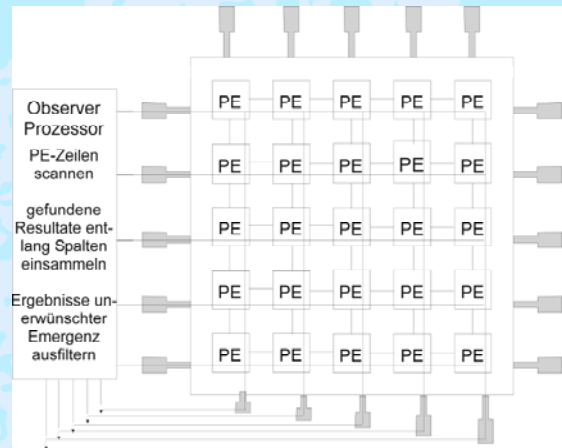 Observer
Prozessor
PE-Zeilen
scannen
gefundene
Resultate ent-
lang Spalten
einsammeln
Ergebnisse un-
erwünschter
Emergenz
ausfiltern
PE PE PE PE PE
PE PE PE PE PE
PE PE PE PE PE
PE PE PE PE PE
PE PE PE PE PE